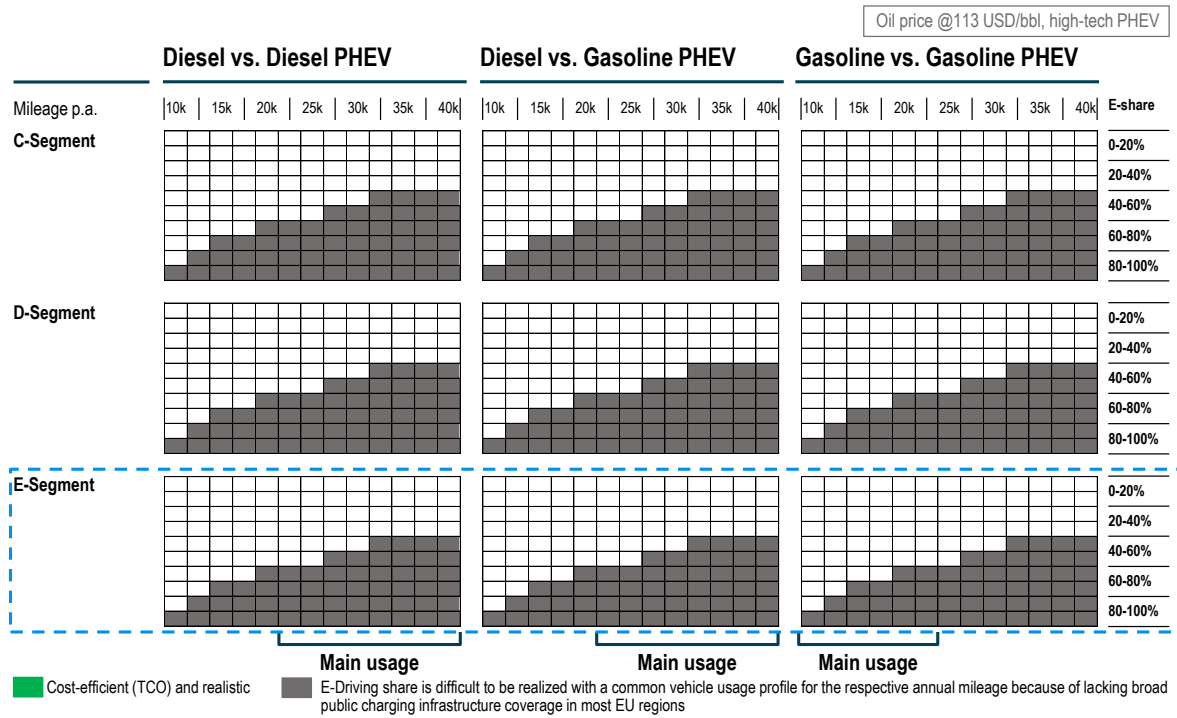 Oil price @113 USD/bbl, high-tech PHEV
Diesel vs. Diesel PHEV
Diesel vs. Gasoline PHEV
Gasoline vs. Gasoline PHEV
Mileage p.a.
10k 15k 20k 25k 30k 35k 40k
10k 15k 20k 25k 30k 35k 40k
10k 15k 20k 25k 30k 35k 40k
E-share
C-Segment
0-20%
20-40%
40-60%
60-80%
80-100%
D-Segment
0-20%
20-40%
40-60%
60-80%
80-100%
E-Segment
0-20%
20-40%
40-60%
60-80%
80-100%
Main usage
Main usage
Main usage
Cost-efficient (TCO) and realistic
E-Driving share is difficult to be realized with a common vehicle usage profile for the respective annual mileage because of lacking broad
public charging infrastructure coverage in most EU regions